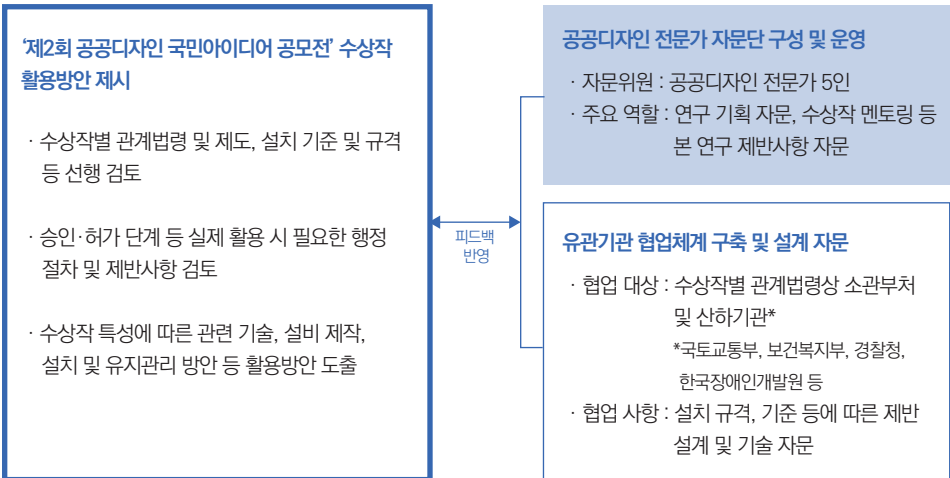 ‘제2회 공공디자인 국민아이디어 공모전’ 수상작
활용방안 제시
· 수상작별 관계법령 및 제도, 설치 기준 및 규격
등 선행 검토
· 승인·허가 단계 등 실제 활용 시 필요한 행정
절차 및 제반사항 검토
· 수상작 특성에 따른 관련 기술, 설비 제작,
설치 및 유지관리 방안 등 활용방안 도출
피드백
반영
공공디자인 전문가 자문단 구성 및 운영
· 자문위원 : 공공디자인 전문가 5인
· 주요 역할 : 연구 기획 자문, 수상작 멘토링 등
본 연구 제반사항 자문
유관기관 협업체계 구축 및 설계 자문
· 협업 대상 : 수상작별 관계법령상 소관부처
및 산하기관*
*국토교통부, 보건복지부, 경찰청,
한국장애인개발원 등
· 협업 사항 : 설치 규격, 기준 등에 따른 제반
설계 및 기술 자문